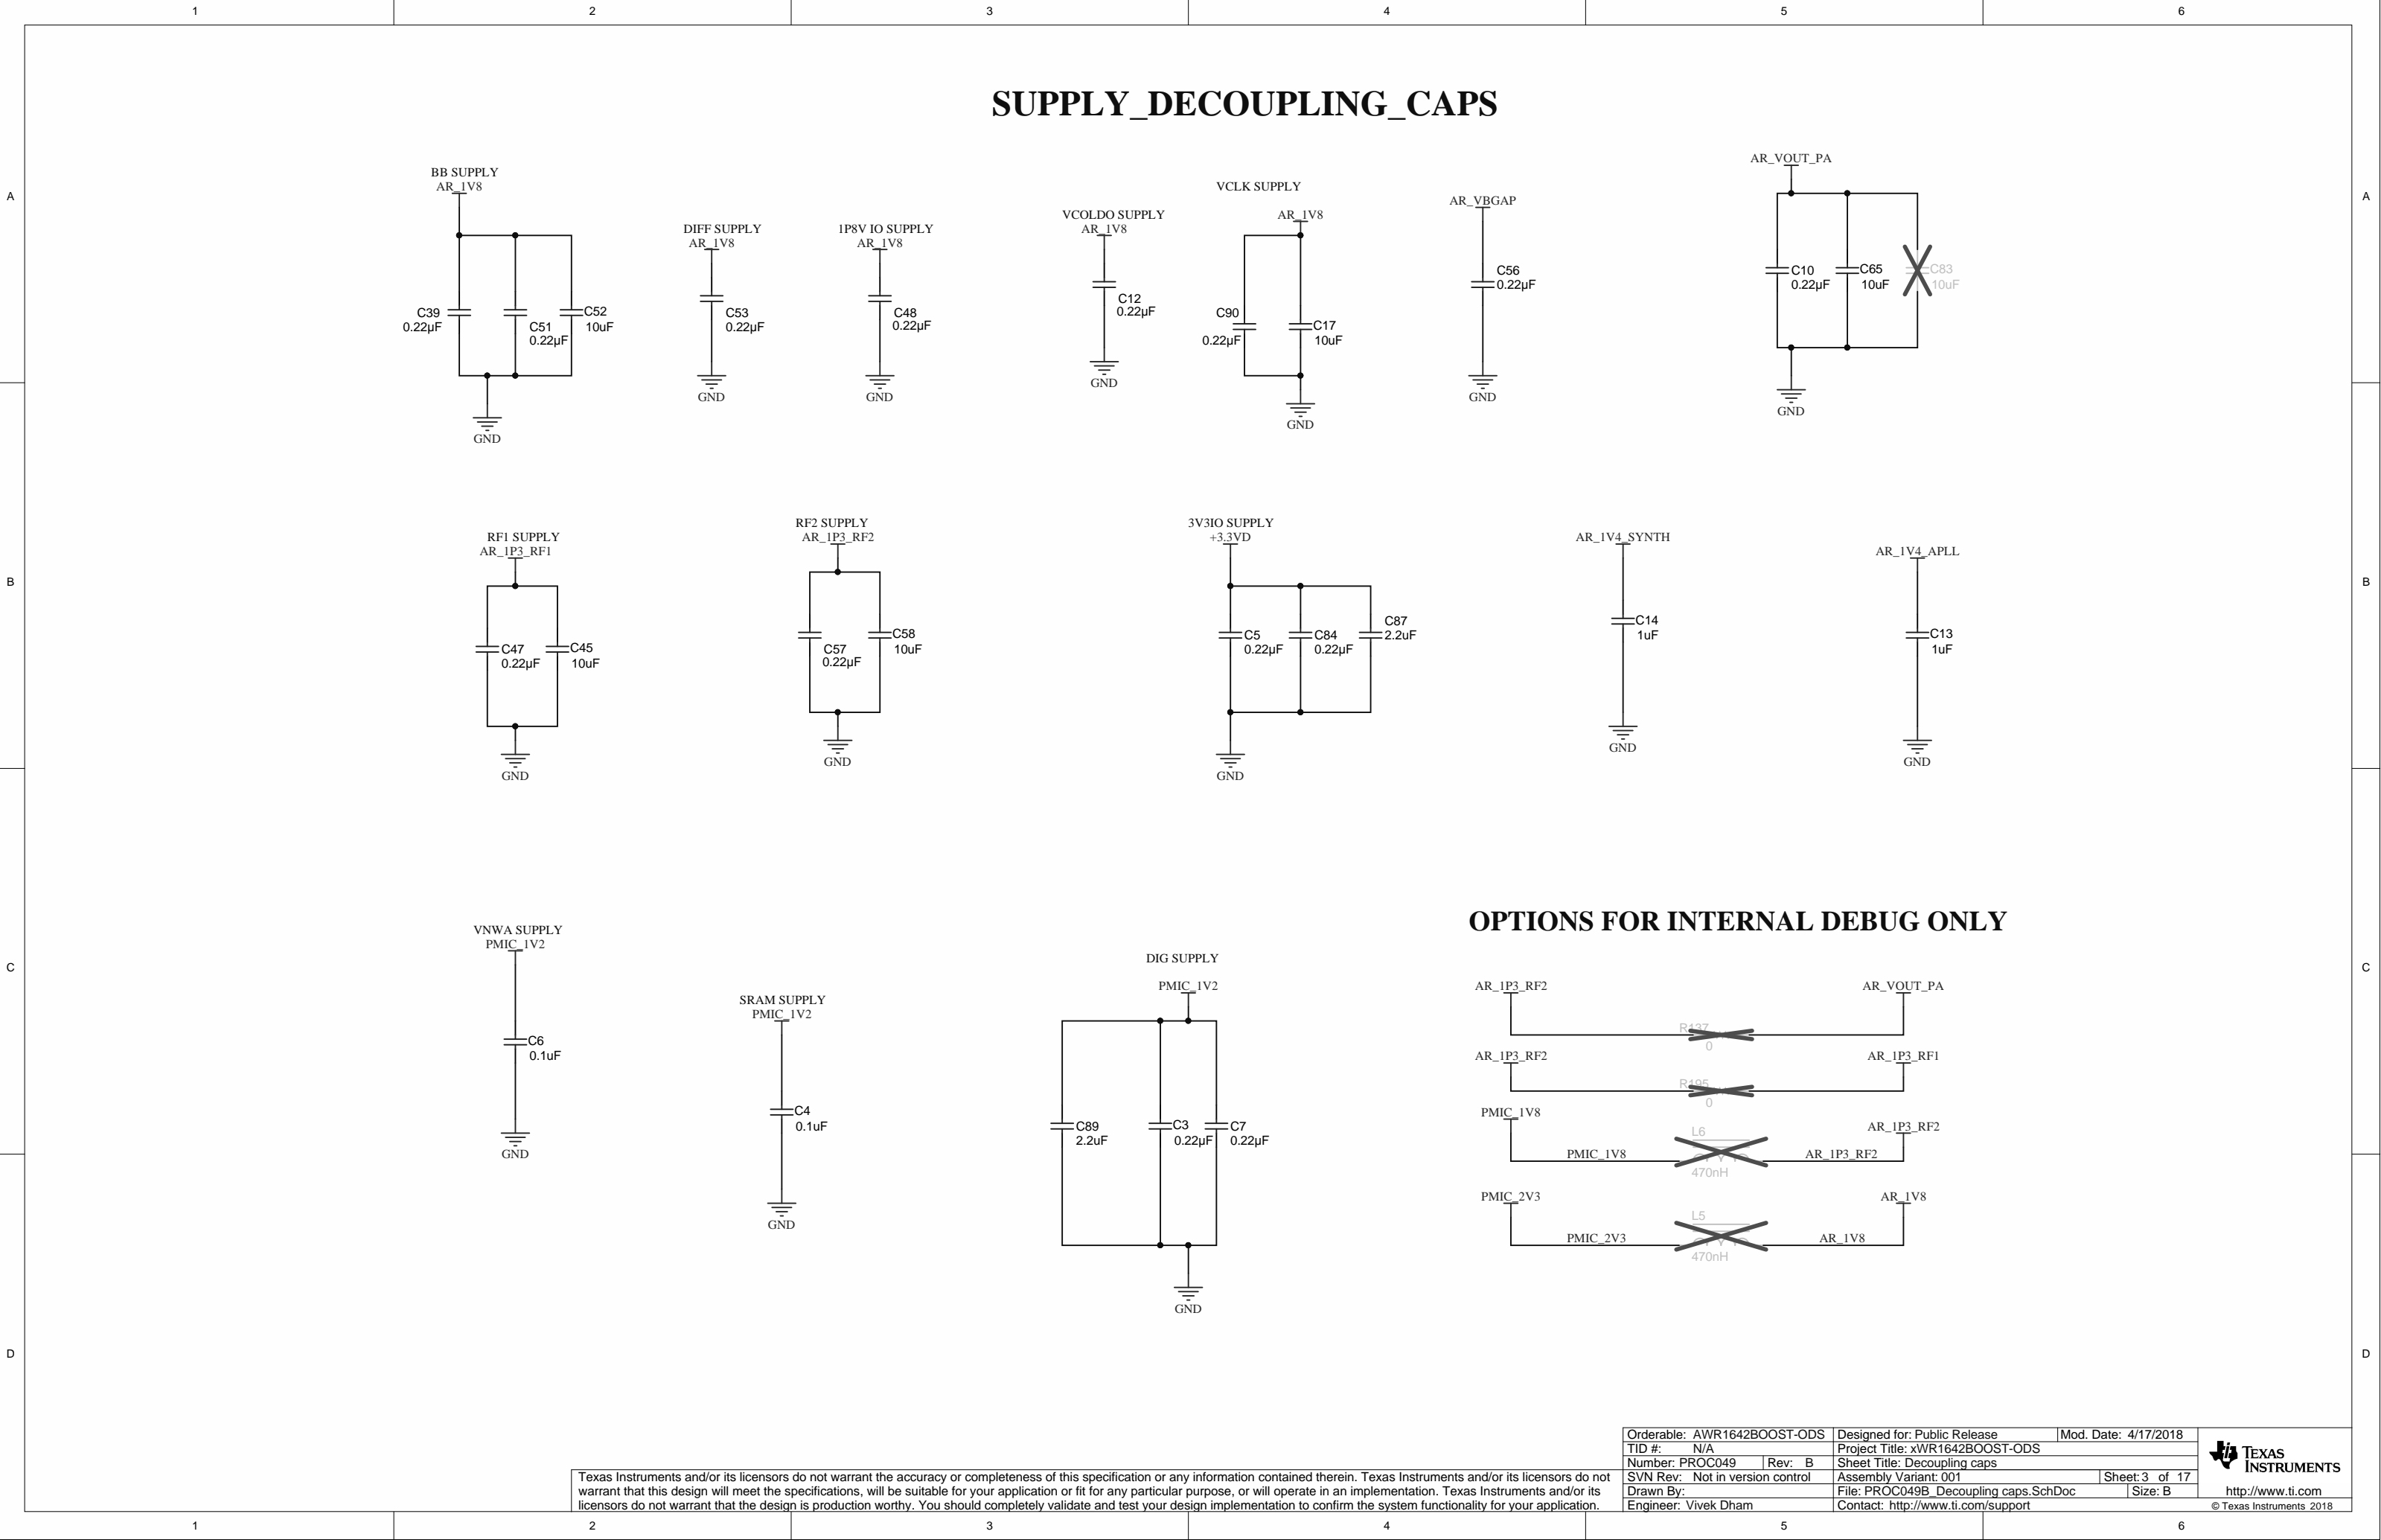 1 2 3 4 5 6
SUPPLY_DECOUPLING_CAPS
A A
BB SUPPLY
AR_1V8
C39
0.22µF
C51
0.22µF
C52
10uF
GND
DIFF SUPPLY
AR_1V8
C53
0.22µF
GND
1P8V IO SUPPLY
AR_1V8
C48
0.22µF
GND
VCOLDO SUPPLY
AR_1V8
C12
0.22µF
GND
VCLK SUPPLY
AR_1V8
C90
0.22µF
C17
10uF
GND
AR_VBGAP
C56
0.22µF
GND
AR_VOUT_PA
C10
0.22µF
C65
10uF
C83
10uF
GND
B B
RF1 SUPPLY
AR_1P3_RF1
C47
0.22µF
C45
10uF
GND
RF2 SUPPLY
AR_1P3_RF2
C57
0.22µF
C58
10uF
GND
3V3IO SUPPLY
+3.3VD
C5
0.22µF
C84
0.22µF
C87
2.2uF
GND
AR_1V4_SYNTH
C14
1uF
GND
AR_1V4_APLL
C13
1uF
GND
C C
VNWA SUPPLY
PMIC_1V2
C6
0.1uF
GND
SRAM SUPPLY
PMIC_1V2
C4
0.1uF
GND
DIG SUPPLY
PMIC_1V2
C89
2.2uF
C3
0.22µF
C7
0.22µF
GND
OPTIONS FOR INTERNAL DEBUG ONLY
AR_1P3_RF2 AR_VOUT_PA
R137
0
AR_1P3_RF2 AR_1P3_RF1
R195
0
PMIC_1V8 AR_1P3_RF2
L6
PMIC_1V8 AR_1P3_RF2
470nH
PMIC_2V3 AR_1V8
L5
PMIC_2V3 AR_1V8
470nH
D D
Texas Instruments and/or its licensors do not warrant the accuracy or completeness of this specification or any information contained therein. Texas Instruments and/or its licensors do not
warrant that this design will meet the specifications, will be suitable for your application or fit for any particular purpose, or will operate in an implementation. Texas Instruments and/or its
licensors do not warrant that the design is production worthy. You should completely validate and test your design implementation to confirm the system functionality for your application.
Orderable: AWR1642BOOST-ODS Designed for: Public Release Mod. Date: 4/17/2018
TID #: N/A Project Title: xWR1642BOOST-ODS
Number: PROC049 Rev: B Sheet Title: Decoupling caps
SVN Rev: Not in version control Assembly Variant: 001 Sheet: 3 of 17
Drawn By: File: PROC049B_Decoupling caps.SchDoc Size: B
Engineer: Vivek Dham Contact: http://www.ti.com/support
TEXAS
INSTRUMENTS
http://www.ti.com
© Texas Instruments 2018
1 2 3 4 5 6